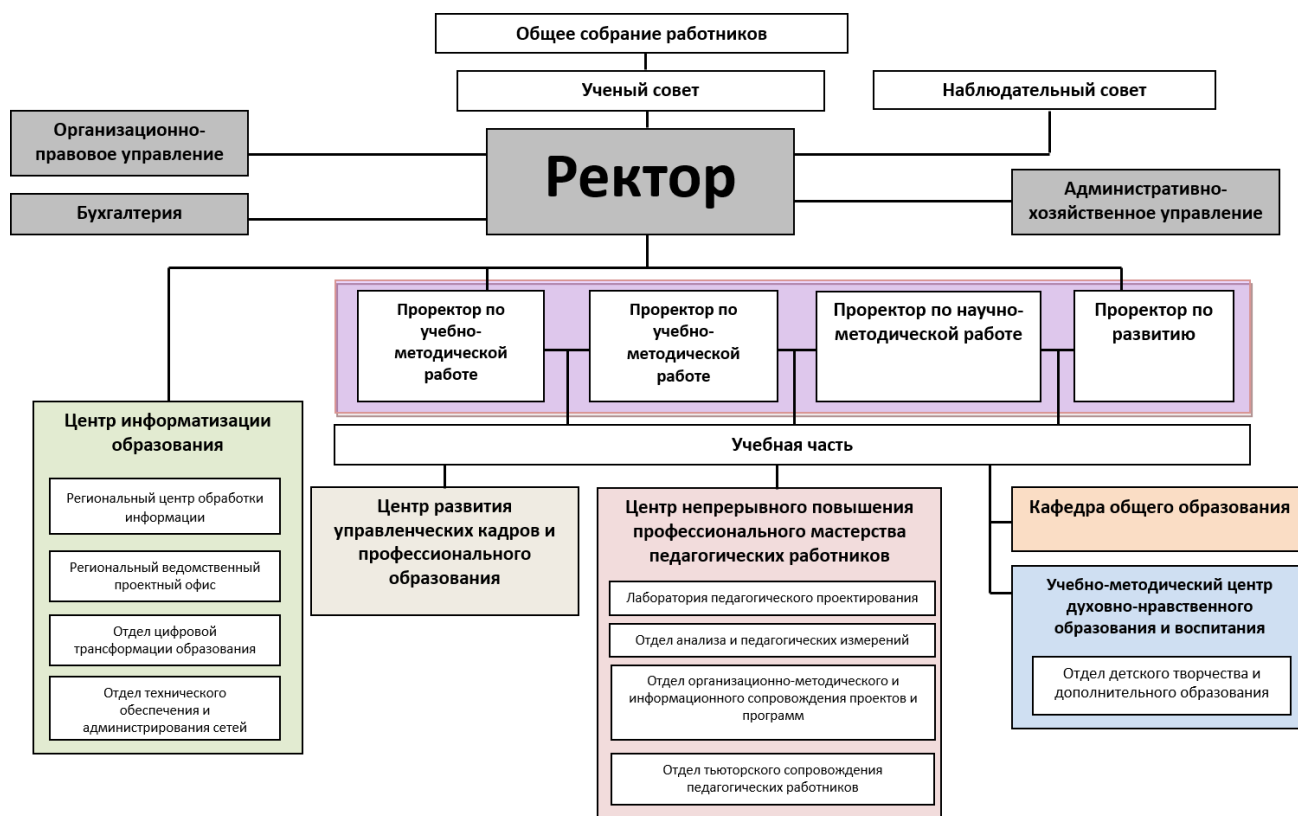 Общее собрание работников
Ученый совет
Наблюдательный совет
Организационно-
правовое управление
Ректор
Административно-
хозяйственное управление
Бухгалтерия
Проректор по
учебно-
методической
работе
Проректор по
учебно-
методической
работе
Проректор по научно-
методической работе
Проректор по
развитию
Учебная часть
Центр информатизации
образования
Региональный центр обработки
информации
Региональный ведомственный
проектный офис
Отдел цифровой
трансформации образования
Отдел технического
обеспечения и
администрирования сетей
Центр развития
управленческих кадров и
профессионального
образования
Центр непрерывного повышения
профессионального мастерства
педагогических работников
Лаборатория педагогического проектирования
Отдел анализа и педагогических измерений
Отдел организационно-методического и
информационного сопровождения проектов и
программ
Отдел тьюторского сопровождения
педагогических работников
Кафедра общего образования
Учебно-методический центр
духовно-нравственного
образования и воспитания
Отдел детского творчества и
дополнительного образования